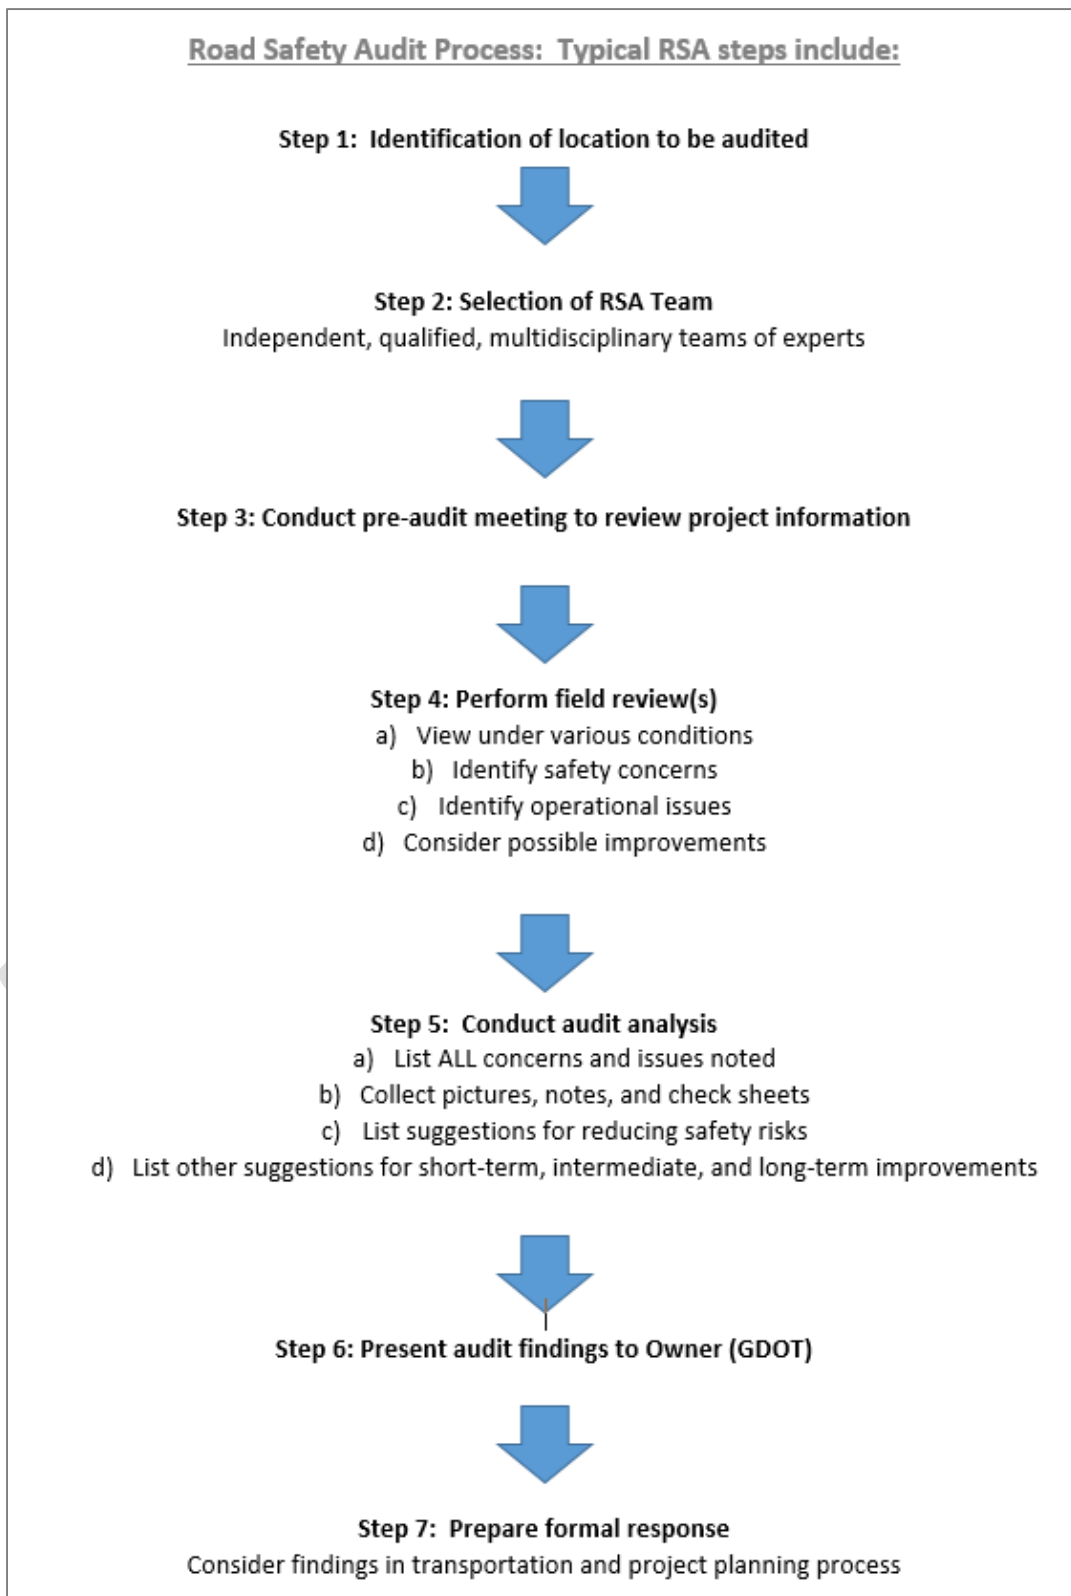 Road Safety Audit Process: Typical RSA steps include:
Step 1: Identification of location to be audited
Step 2: Selection of RSA Team
Independent, qualified, multidisciplinary teams of experts
Step 3: Conduct pre-audit meeting to review project information
Step 4: Perform field review(s)
a) View under various conditions
b) Identify safety concerns
c) Identify operational issues
d) Consider possible improvements
Step 5: Conduct audit analysis
a) List ALL concerns and issues noted
b) Collect pictures, notes, and check sheets
c) List suggestions for reducing safety risks
d) List other suggestions for short-term, intermediate, and long-term improvements
Step 6: Present audit findings to Owner (GDOT)
Step 7: Prepare formal response
Consider findings in transportation and project planning process